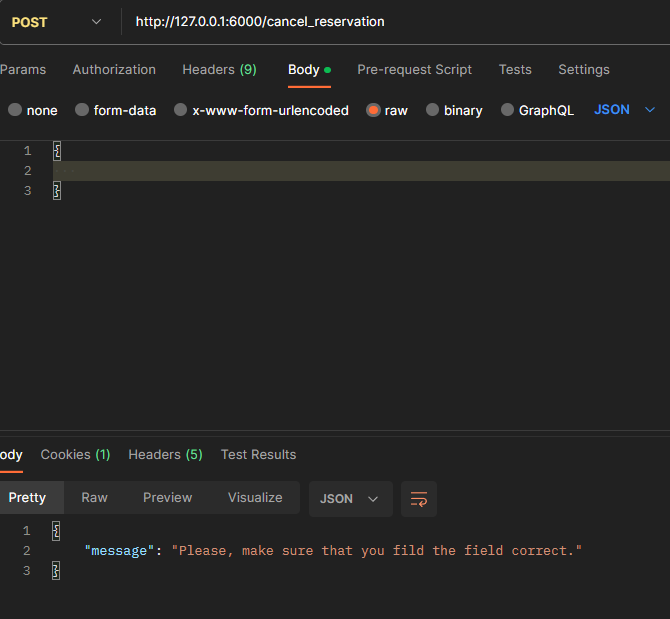 POST http://127.0.0.1:6000/cancel_reservation
Params Authorization Headers (9) Body Pre-request Script Tests Settings
none form-data x-www-form-urlencoded raw binary GraphQL JSON
1 {
2
3 }
ody Cookies (1) Headers (5) Test Results
Pretty Raw Preview Visualize JSON
1 {
2 "message": "Please, make sure that you fild the field correct."
3 }